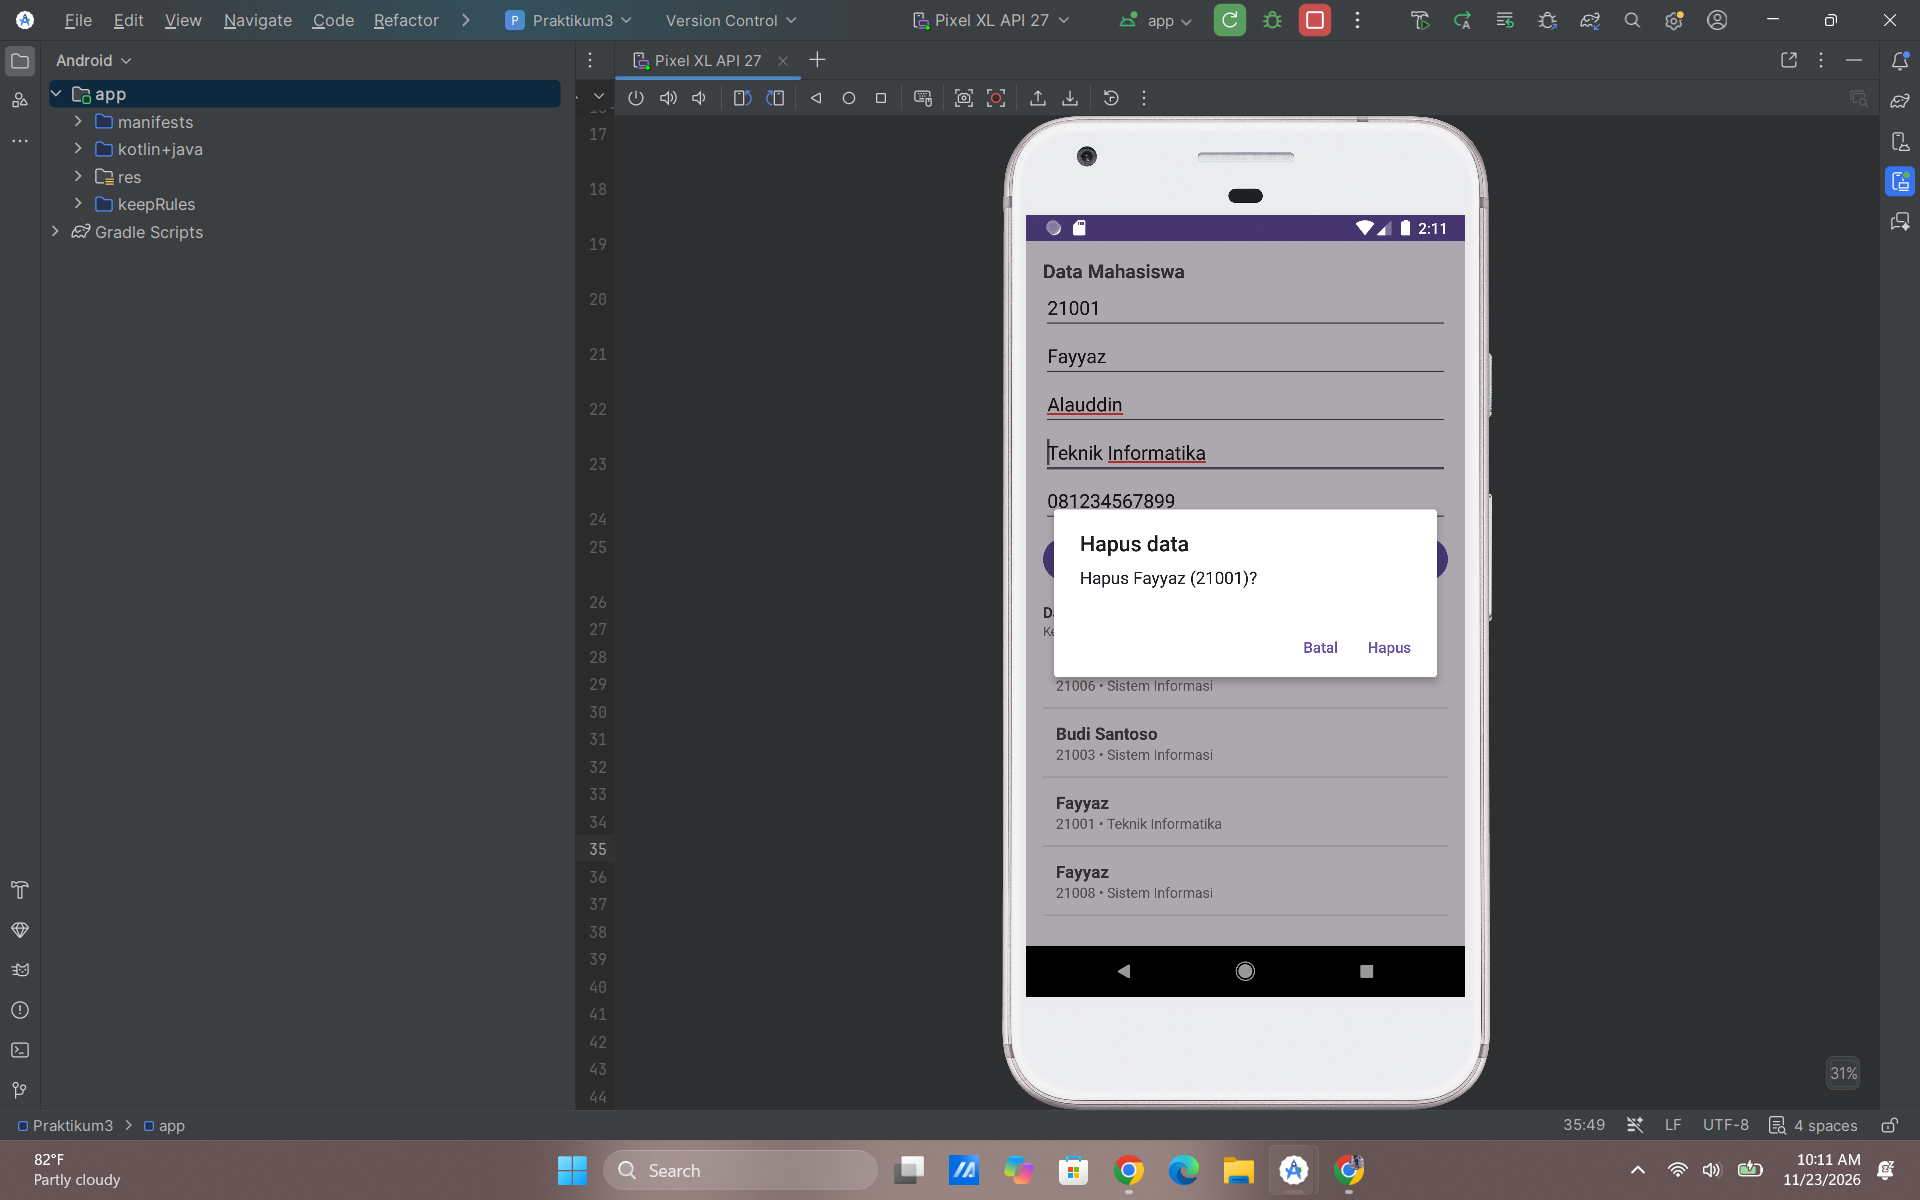 File Edit View Navigate Code Refactor P Praktikum3 Version Control Pixel XL API 27 app
Android
Pixel XL API 27
app
manifests
kotlin+java
res
keepRules
Gradle Scripts
17
18
19
20
21
22
23
24
25
26
27
28
29
30
31
32
33
34
35
36
37
38
39
40
41
42
43
44
2:11
Data Mahasiswa
21001
Fayyaz
Alauddin
Teknik Informatika
081234567899
Hapus data
Hapus Fayyaz (21001)?
Batal Hapus
21006 • Sistem Informasi
Budi Santoso
21003 • Sistem Informasi
Fayyaz
21001 • Teknik Informatika
Fayyaz
21008 • Sistem Informasi
31%
Praktikum3 > app
35:49 LF UTF-8 4 spaces
82°F
Partly cloudy
Search
10:11 AM
11/23/2026